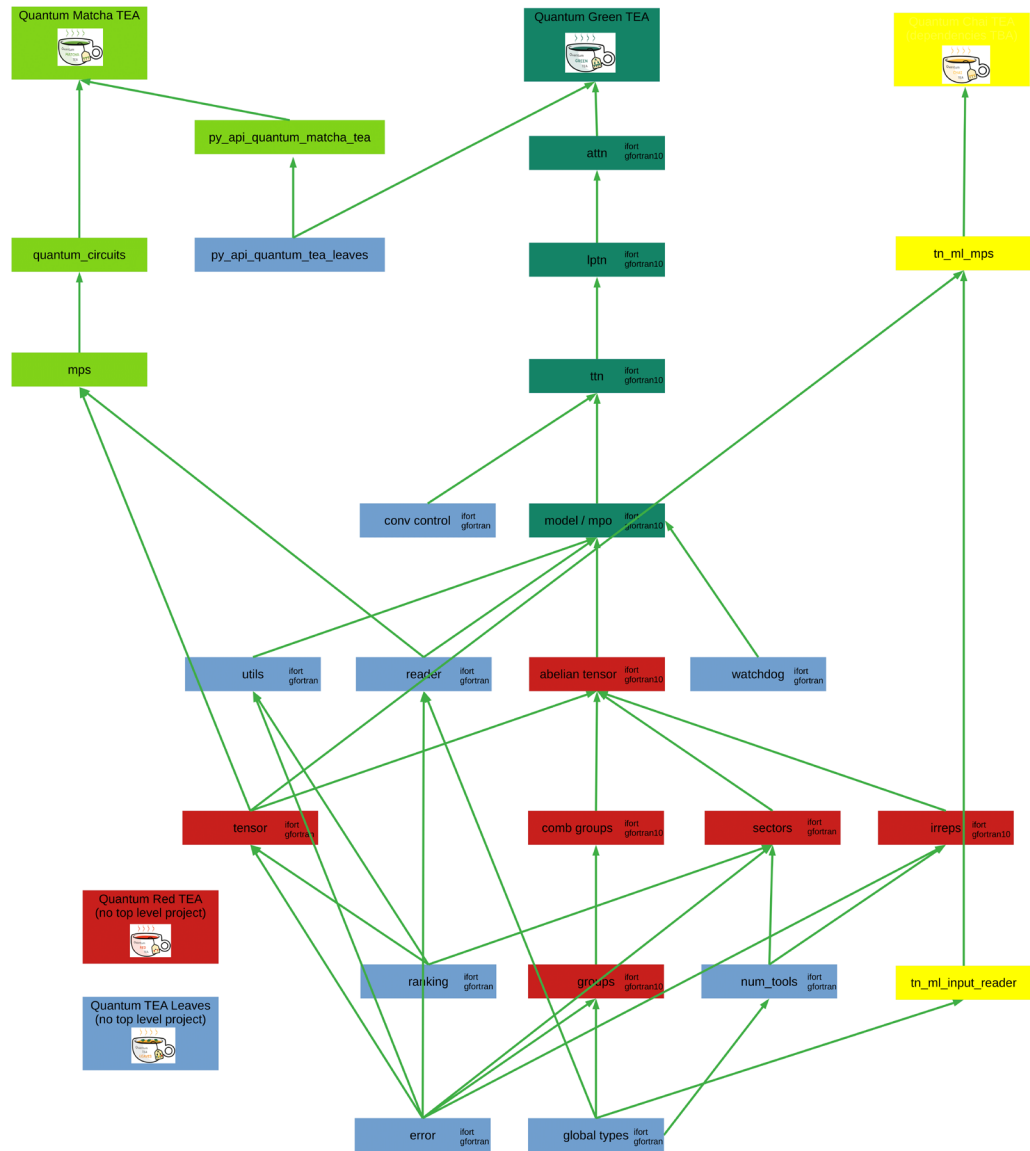 Quantum Matcha TEA
Quantum Green TEA
py_api_quantum_matcha_tea
attn
ifort
gfortran10
quantum_circuits
py_api_quantum_tea_leaves
lptn
ifort
gfortran10
tn_ml_mps
mps
ttn
ifort
gfortran10
conv control
ifort
gfortran
model / mpo
ifort
gfortran10
utils
ifort
gfortran
reader
ifort
gfortran
abelian tensor
ifort
gfortran10
watchdog
ifort
gfortran
tensor
ifort
gfortran
comb groups
ifort
gfortran10
sectors
ifort
gfortran
irreps
ifort
gfortran10
Quantum Red TEA
(no top level project)
ranking
ifort
gfortran
groups
ifort
gfortran10
num_tools
ifort
gfortran
tn_ml_input_reader
Quantum TEA Leaves
(no top level project)
error
ifort
gfortran
global types
ifort
gfortran